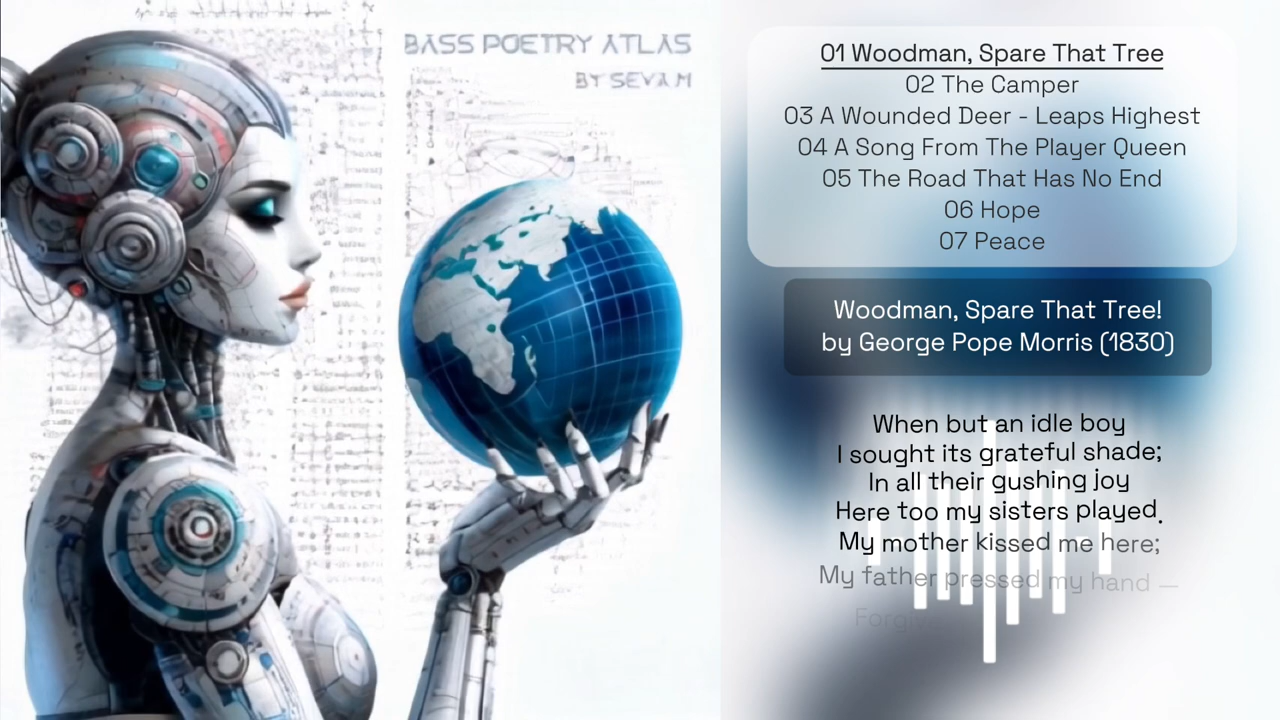 BASS POETRY ATLAS
BY SEVAM
01 Woodman, Spare That Tree
02 The Camper
03 A Wounded Deer - Leaps Highest
04 A Song From The Player Queen
05 The Road That Has No End
06 Hope
07 Peace
Woodman, Spare That Tree!
by George Pope Morris (1830)
When but an idle boy
I sought its grateful shade;
In all their gushing joy
Here too my sisters played.
My mother kissed me here;
My father pressed my hand —